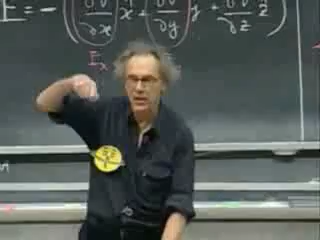 E = - ( ∂V/∂x x̂ + ∂V/∂y ŷ + ∂V/∂z ẑ )
Ex